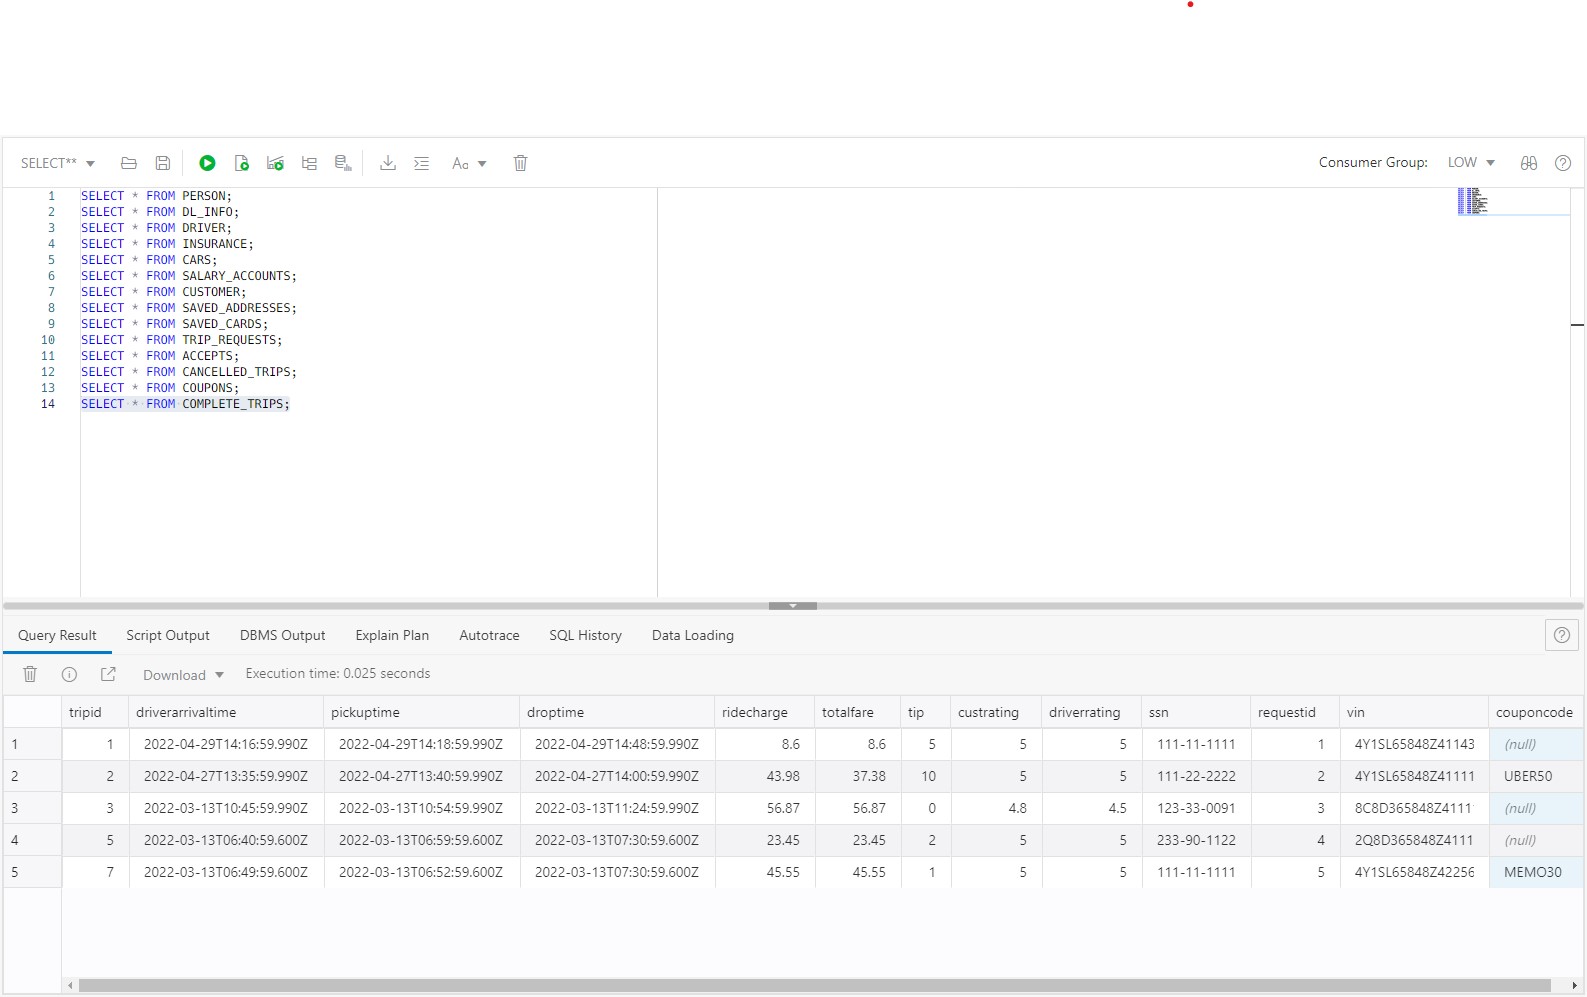 SELECT** Aa Consumer Group: LOW
1 SELECT * FROM PERSON;
2 SELECT * FROM DL_INFO;
3 SELECT * FROM DRIVER;
4 SELECT * FROM INSURANCE;
5 SELECT * FROM CARS;
6 SELECT * FROM SALARY_ACCOUNTS;
7 SELECT * FROM CUSTOMER;
8 SELECT * FROM SAVED_ADDRESSES;
9 SELECT * FROM SAVED_CARDS;
10 SELECT * FROM TRIP_REQUESTS;
11 SELECT * FROM ACCEPTS;
12 SELECT * FROM CANCELLED_TRIPS;
13 SELECT * FROM COUPONS;
14 SELECT * FROM COMPLETE_TRIPS;
Query Result Script Output DBMS Output Explain Plan Autotrace SQL History Data Loading
Download Execution time: 0.025 seconds
tripid driverarrivaltime pickuptime droptime ridecharge totalfare tip custrating driverrating ssn requestid vin couponcode
1 1 2022-04-29T14:16:59.990Z 2022-04-29T14:18:59.990Z 2022-04-29T14:48:59.990Z 8.6 8.6 5 5 5 111-11-1111 1 4Y1SL65848Z41143 (null)
2 2 2022-04-27T13:35:59.990Z 2022-04-27T13:40:59.990Z 2022-04-27T14:00:59.990Z 43.98 37.38 10 5 5 111-22-2222 2 4Y1SL65848Z41111 UBER50
3 3 2022-03-13T10:45:59.990Z 2022-03-13T10:54:59.990Z 2022-03-13T11:24:59.990Z 56.87 56.87 0 4.8 4.5 123-33-0091 3 8C8D365848Z4111 (null)
4 5 2022-03-13T06:40:59.600Z 2022-03-13T06:59:59.600Z 2022-03-13T07:30:59.600Z 23.45 23.45 2 5 5 233-90-1122 4 2Q8D365848Z4111 (null)
5 7 2022-03-13T06:49:59.600Z 2022-03-13T06:52:59.600Z 2022-03-13T07:30:59.600Z 45.55 45.55 1 5 5 111-11-1111 5 4Y1SL65848Z42256 MEMO30